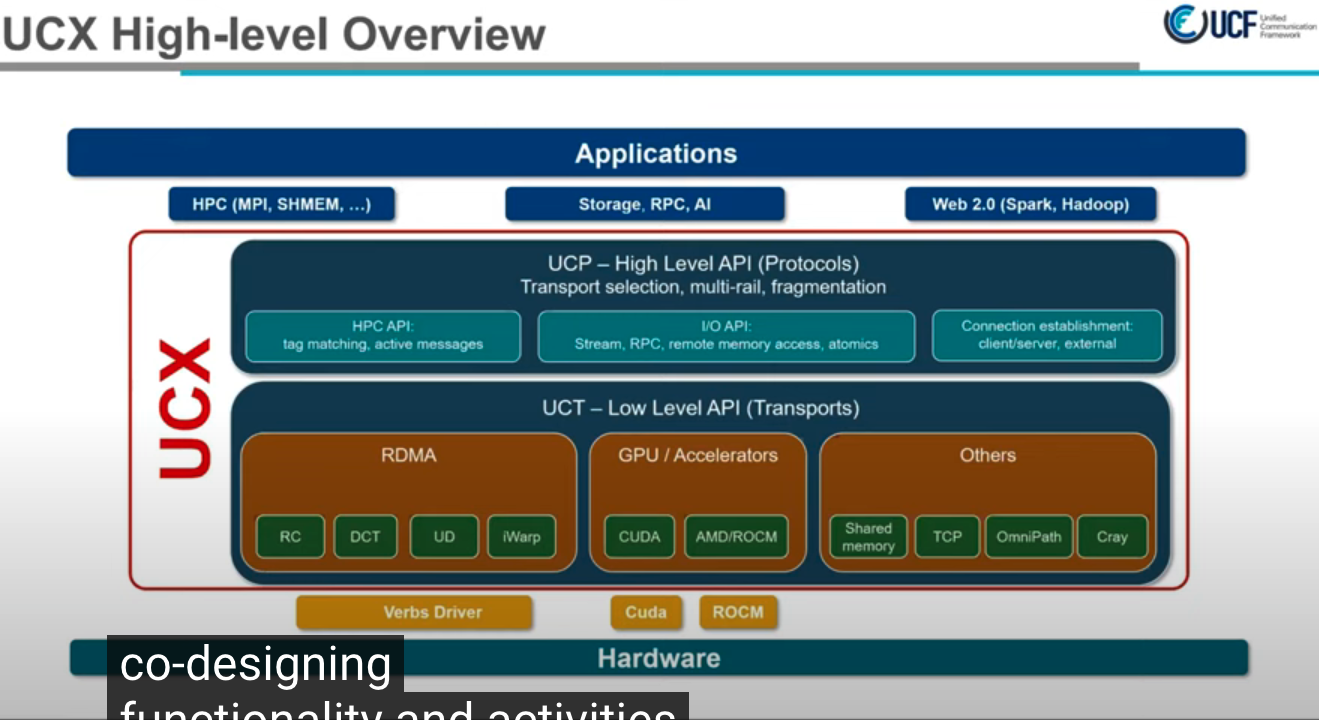 UCX High-level Overview
UCF Unified
Communication
Framework
Applications
HPC (MPI, SHMEM, …)
Storage, RPC, AI
Web 2.0 (Spark, Hadoop)
UCX
UCP – High Level API (Protocols)
Transport selection, multi-rail, fragmentation
HPC API:
tag matching, active messages
I/O API:
Stream, RPC, remote memory access, atomics
Connection establishment:
client/server, external
UCT – Low Level API (Transports)
RDMA
RC
DCT
UD
iWarp
GPU / Accelerators
CUDA
AMD/ROCM
Others
Shared
memory
TCP
OmniPath
Cray
Verbs Driver
Cuda
ROCM
Hardware
co-designing
functionality and activities